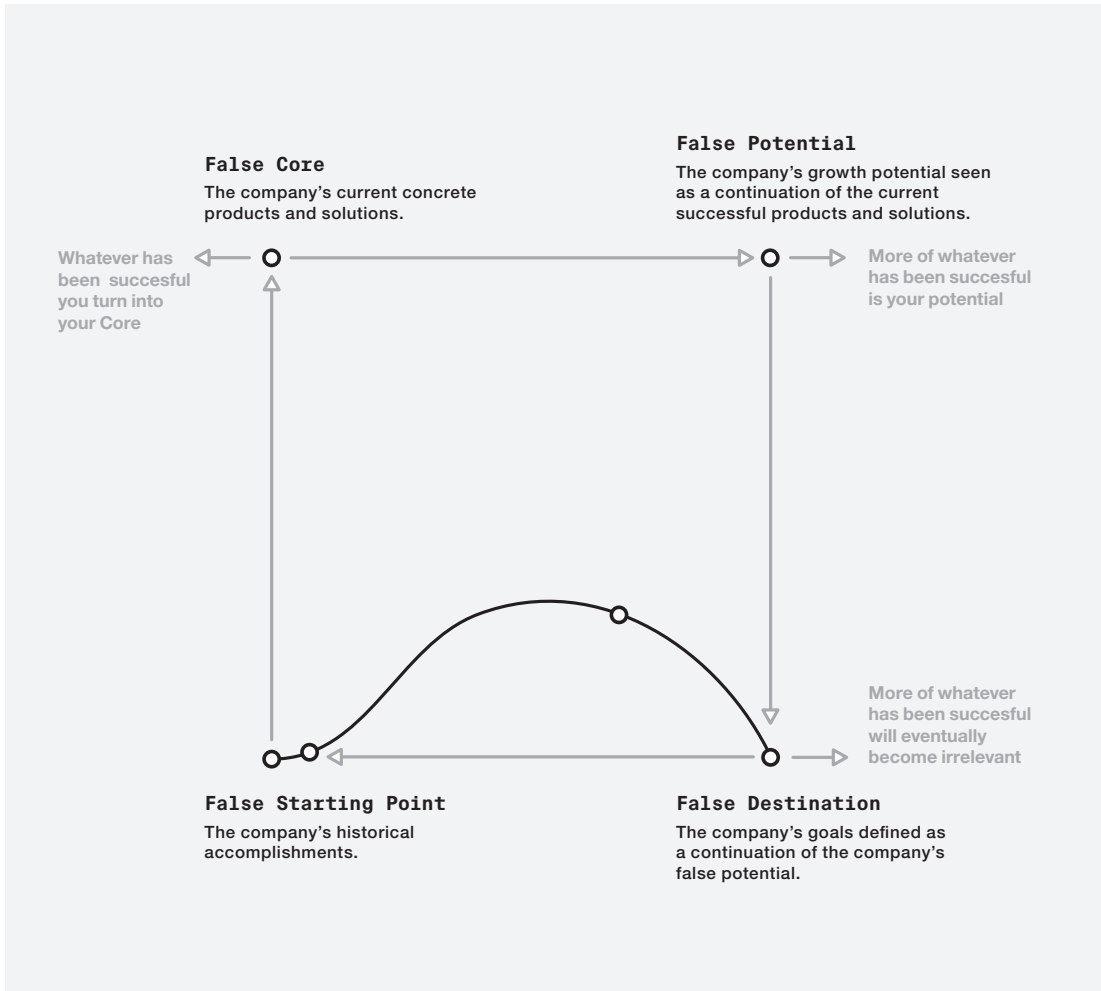 False Core
The company’s current concrete
products and solutions.
False Potential
The company’s growth potential seen
as a continuation of the current
successful products and solutions.
Whatever has
been  succesful
you turn into
your Core
More of whatever
has been succesful
is your potential
More of whatever
has been succesful
will eventually
become irrelevant
False Starting Point
The company’s historical
accomplishments.
False Destination
The company’s goals defined as
a continuation of the company’s
false potential.